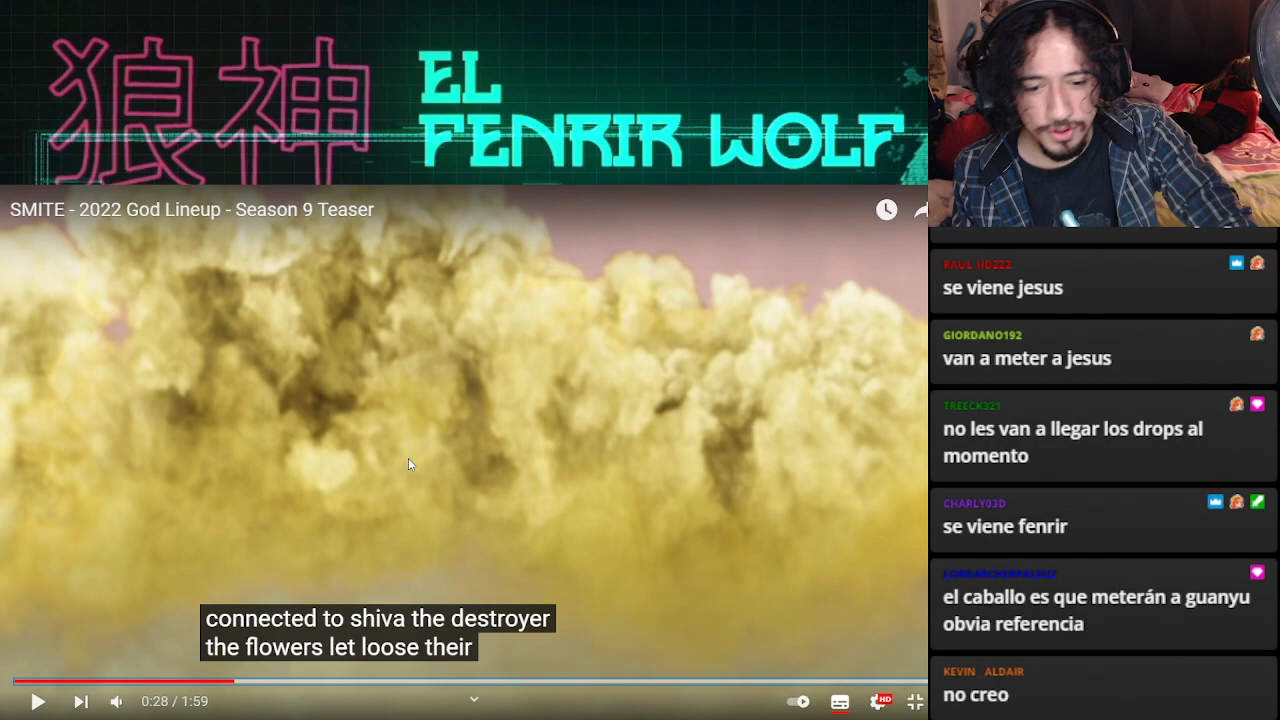 狼神
EL
FENRIR WOLF
SMITE - 2022 God Lineup - Season 9 Teaser
connected to shiva the destroyer
the flowers let loose their
0:28 / 1:59
HD
RAUL_HDZZZ
se viene jesus
GIORDANO192
van a meter a jesus
TREECK321
no les van a llegar los drops al
momento
CHARLY03D
se viene fenrir
el caballo es que meterán a guanyu
obvia referencia
KEVIN_ALDAIR
no creo